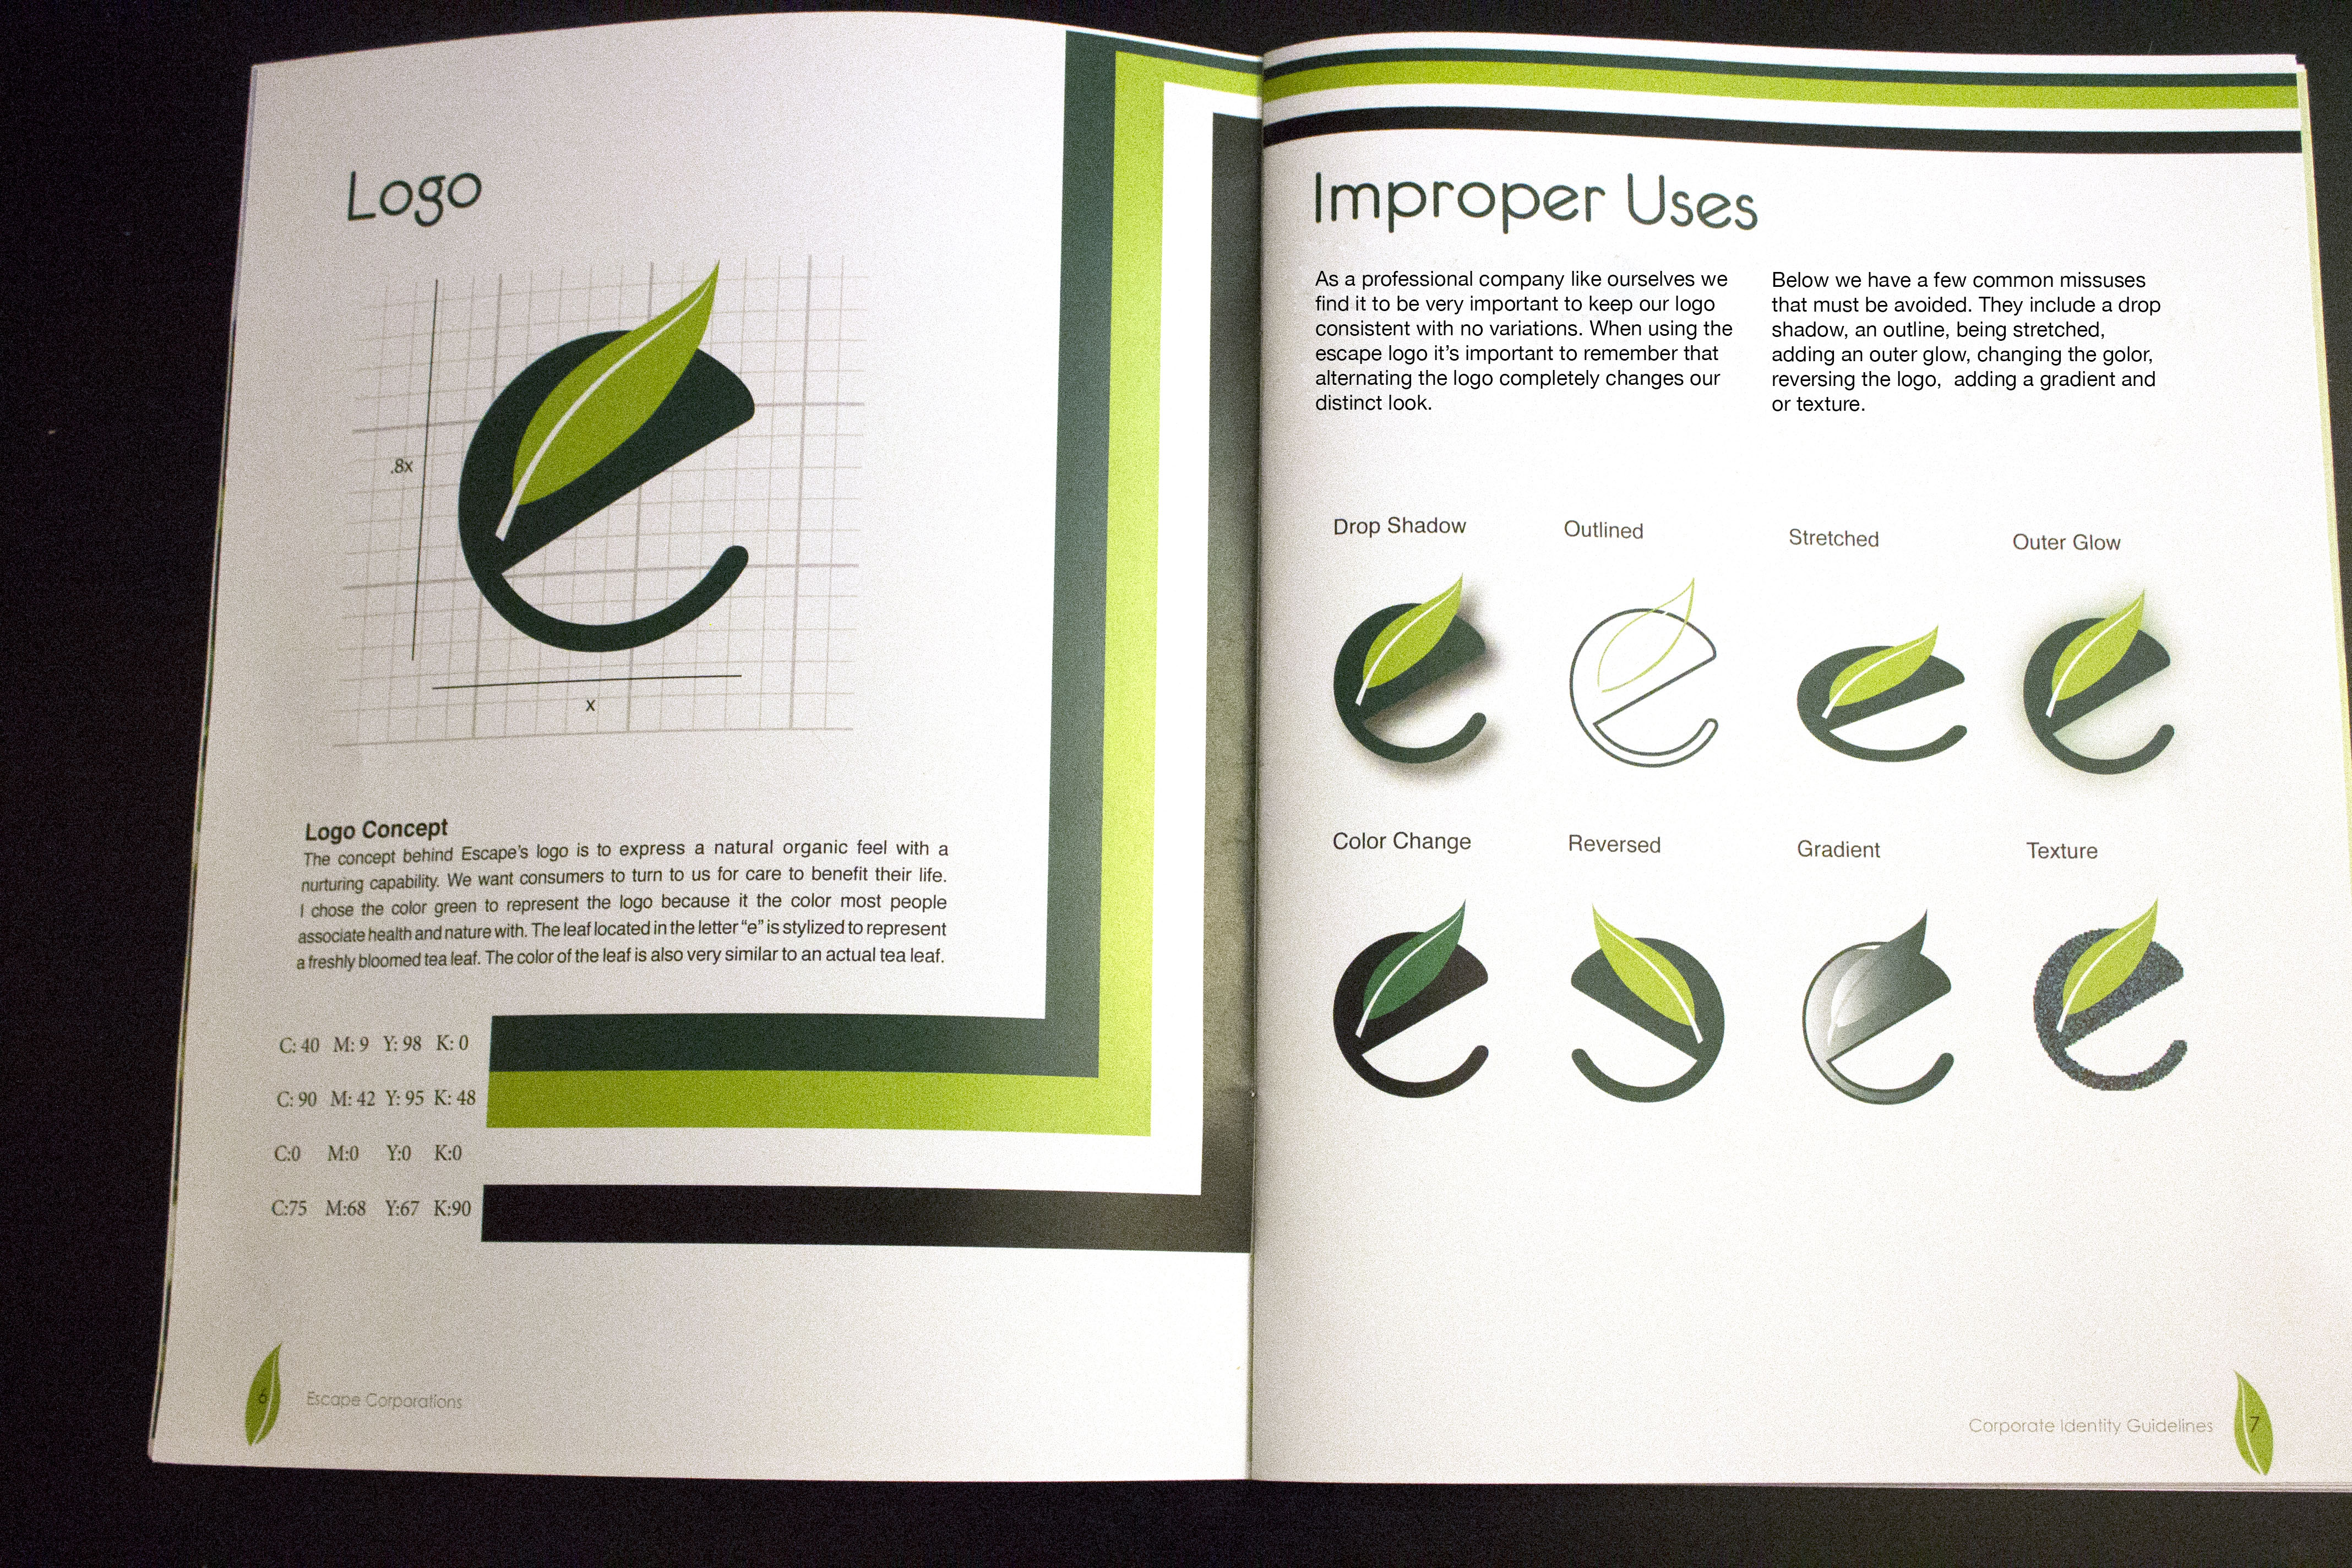 Logo
.8x
x
Logo Concept
The concept behind Escape's logo is to express a natural organic feel with a
nurturing capability. We want consumers to turn to us for care to benefit their life.
I chose the color green to represent the logo because it the color most people
associate health and nature with. The leaf located in the letter “e” is stylized to represent
a freshly bloomed tea leaf. The color of the leaf is also very similar to an actual tea leaf.
C: 40 M: 9 Y: 98 K: 0
C: 90 M: 42 Y: 95 K: 48
C:0 M:0 Y:0 K:0
C:75 M:68 Y:67 K:90
6 Escape Corporations
Improper Uses
As a professional company like ourselves we
find it to be very important to keep our logo
consistent with no variations. When using the
escape logo it’s important to remember that
alternating the logo completely changes our
distinct look.
Below we have a few common missuses
that must be avoided. They include a drop
shadow, an outline, being stretched,
adding an outer glow, changing the golor,
reversing the logo, adding a gradient and
or texture.
Drop Shadow Outlined Stretched Outer Glow
Color Change Reversed Gradient Texture
Corporate Identity Guidelines 7